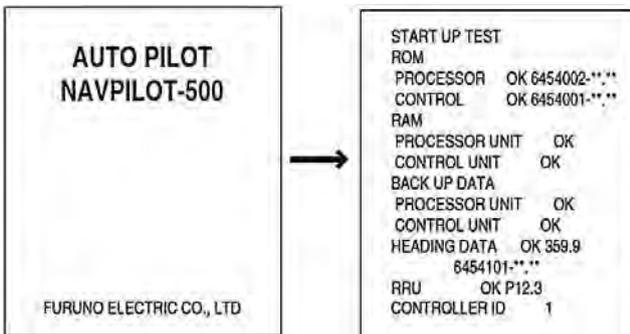 AUTO PILOT
NAVPILOT-500
FURUNO ELECTRIC CO., LTD
START UP TEST
ROM
PROCESSOR OK 6454002-**.**
CONTROL OK 6454001-**.**
RAM
PROCESSOR UNIT OK
CONTROL UNIT OK
BACK UP DATA
PROCESSOR UNIT OK
CONTROL UNIT OK
HEADING DATA OK 359.9
6454101-**.**
RRU OK P12.3
CONTROLLER ID 1